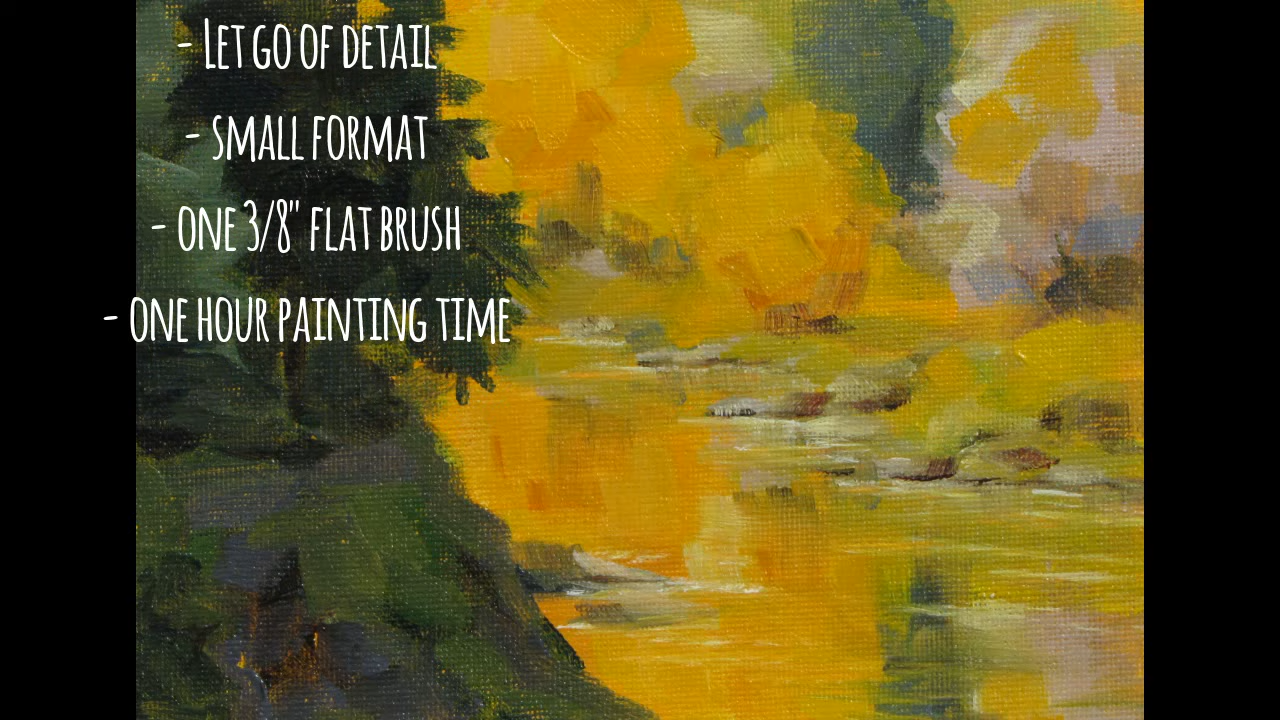 - Let go of detail
- small format
- one 3/8" flat brush
- one hour painting time